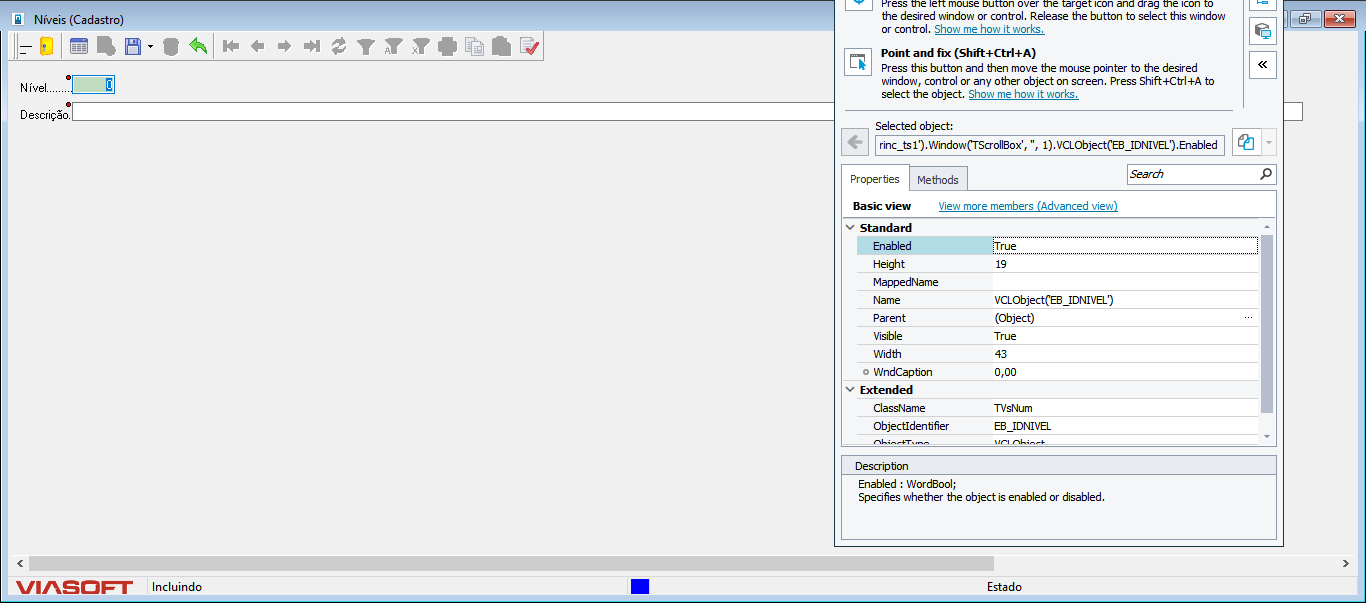 Níveis (Cadastro)
Nível........
0
Descrição.
Press the left mouse button over the target icon and drag the icon to
the desired window or control. Release the button to select this window
or control. Show me how it works.
Point and fix (Shift+Ctrl+A)
Press this button and then move the mouse pointer to the desired
window, control or any other object on screen. Press Shift+Ctrl+A to
select the object. Show me how it works.
«
Selected object:
rinc_ts1').Window('TScrollBox', '', 1).VCLObject('EB_IDNIVEL').Enabled
Properties Methods Search
Basic view View more members (Advanced view)
Standard
Enabled True
Height 19
MappedName
Name VCLObject('EB_IDNIVEL')
Parent (Object) ...
Visible True
Width 43
WndCaption 0,00
Extended
ClassName TVsNum
ObjectIdentifier EB_IDNIVEL
ObjectType VCLObject
Description
Enabled : WordBool;
Specifies whether the object is enabled or disabled.
VIASOFT Incluindo Estado